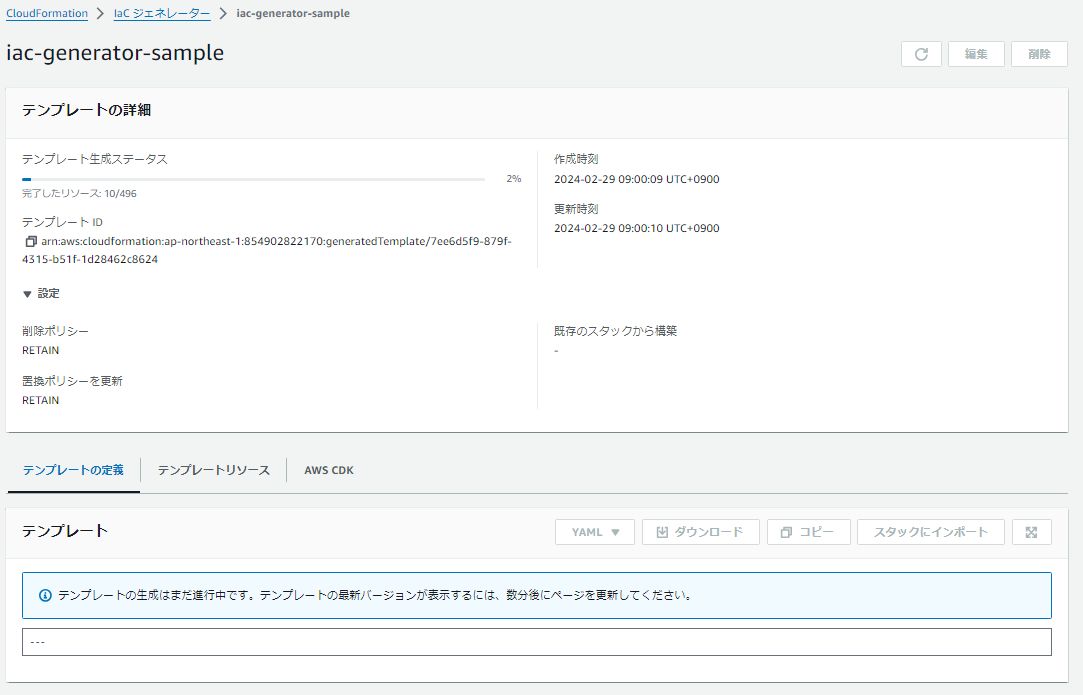 CloudFormation > IaC ジェネレーター > iac-generator-sample
iac-generator-sample
編集
削除
テンプレートの詳細
テンプレート生成ステータス
2%
完了したリソース: 10/496
テンプレート ID
arn:aws:cloudformation:ap-northeast-1:854902822170:generatedTemplate/7ee6d5f9-879f-
4315-b51f-1d28462c8624
作成時刻
2024-02-29 09:00:09 UTC+0900
更新時刻
2024-02-29 09:00:10 UTC+0900
▼ 設定
削除ポリシー
RETAIN
置換ポリシーを更新
RETAIN
既存のスタックから構築
-
テンプレートの定義
テンプレートリソース
AWS CDK
テンプレート
YAML ▼
ダウンロード
コピー
スタックにインポート
テンプレートの生成はまだ進行中です。テンプレートの最新バージョンが表示するには、数分後にページを更新してください。
---